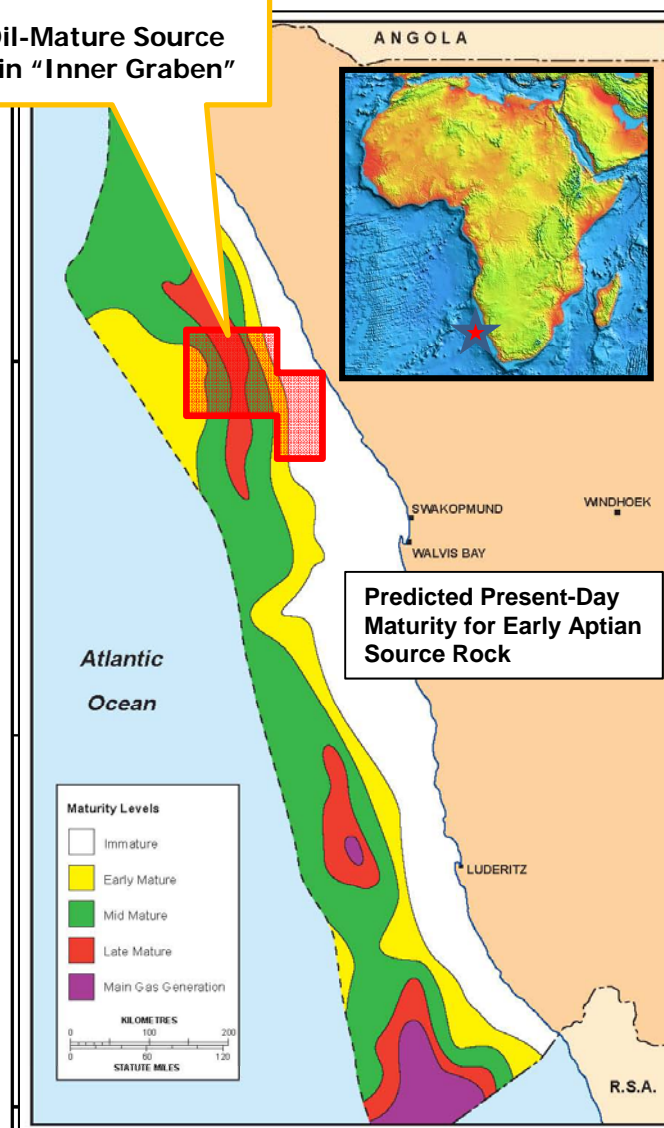 Oil-Mature Source
in “Inner Graben”
ANGOLA
SWAKOPMUND
WINDHOEK
WALVIS BAY
Predicted Present-Day
Maturity for Early Aptian
Source Rock
Atlantic
Ocean
Maturity Levels
Immature
Early Mature
Mid Mature
Late Mature
Main Gas Generation
KILOMETRES
0 100 200
0 60 120
STATUTE MILES
LUDERITZ
R.S.A.